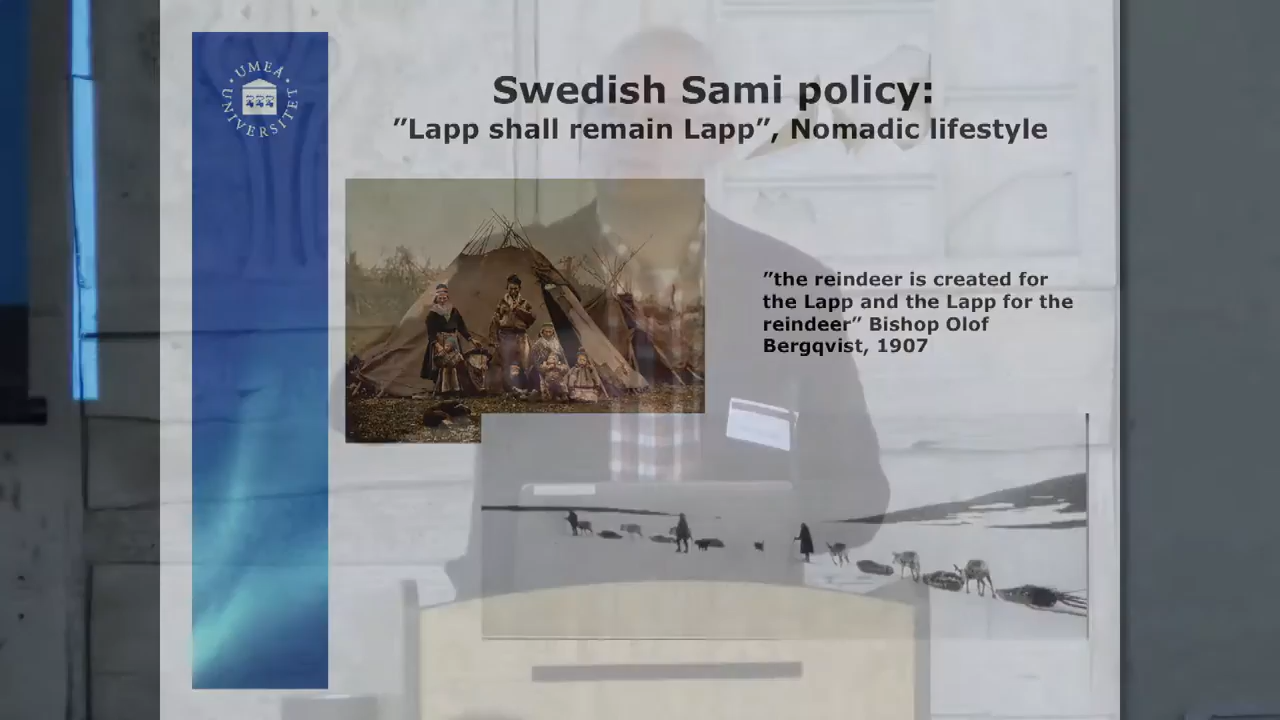 UMEÅ UNIVERSITET
Swedish Sami policy:
”Lapp shall remain Lapp”, Nomadic lifestyle
”the reindeer is created for
the Lapp and the Lapp for the
reindeer” Bishop Olof
Bergqvist, 1907